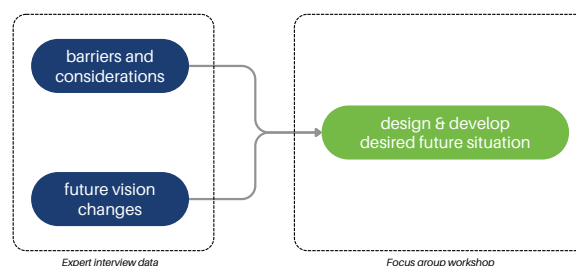 barriers and
considerations
design & develop
desired future situation
future vision
changes
Expert interview data
Focus group workshop